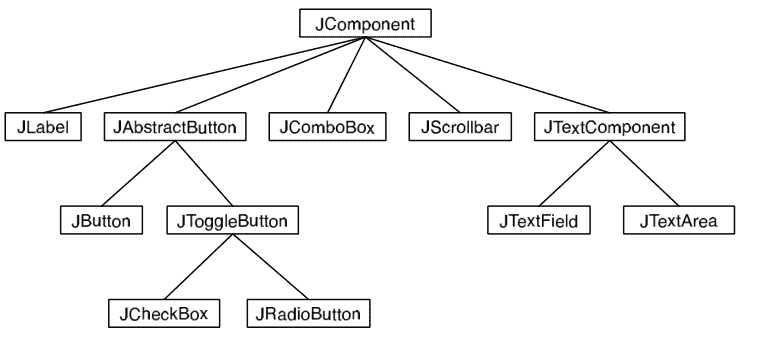 JComponent
JLabel
JAbstractButton
JComboBox
JScrollbar
JTextComponent
JButton
JToggleButton
JTextField
JTextArea
JCheckBox
JRadioButton